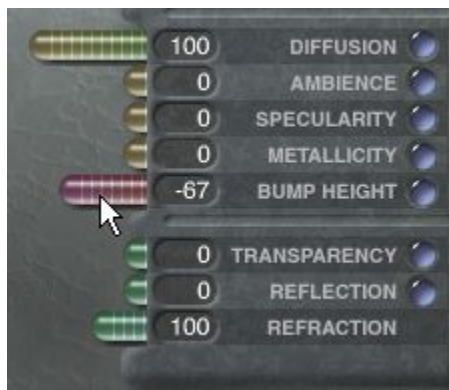 100 DIFFUSION
0 AMBIENCE
0 SPECULARITY
0 METALLICITY
-67 BUMP HEIGHT
0 TRANSPARENCY
0 REFLECTION
100 REFRACTION